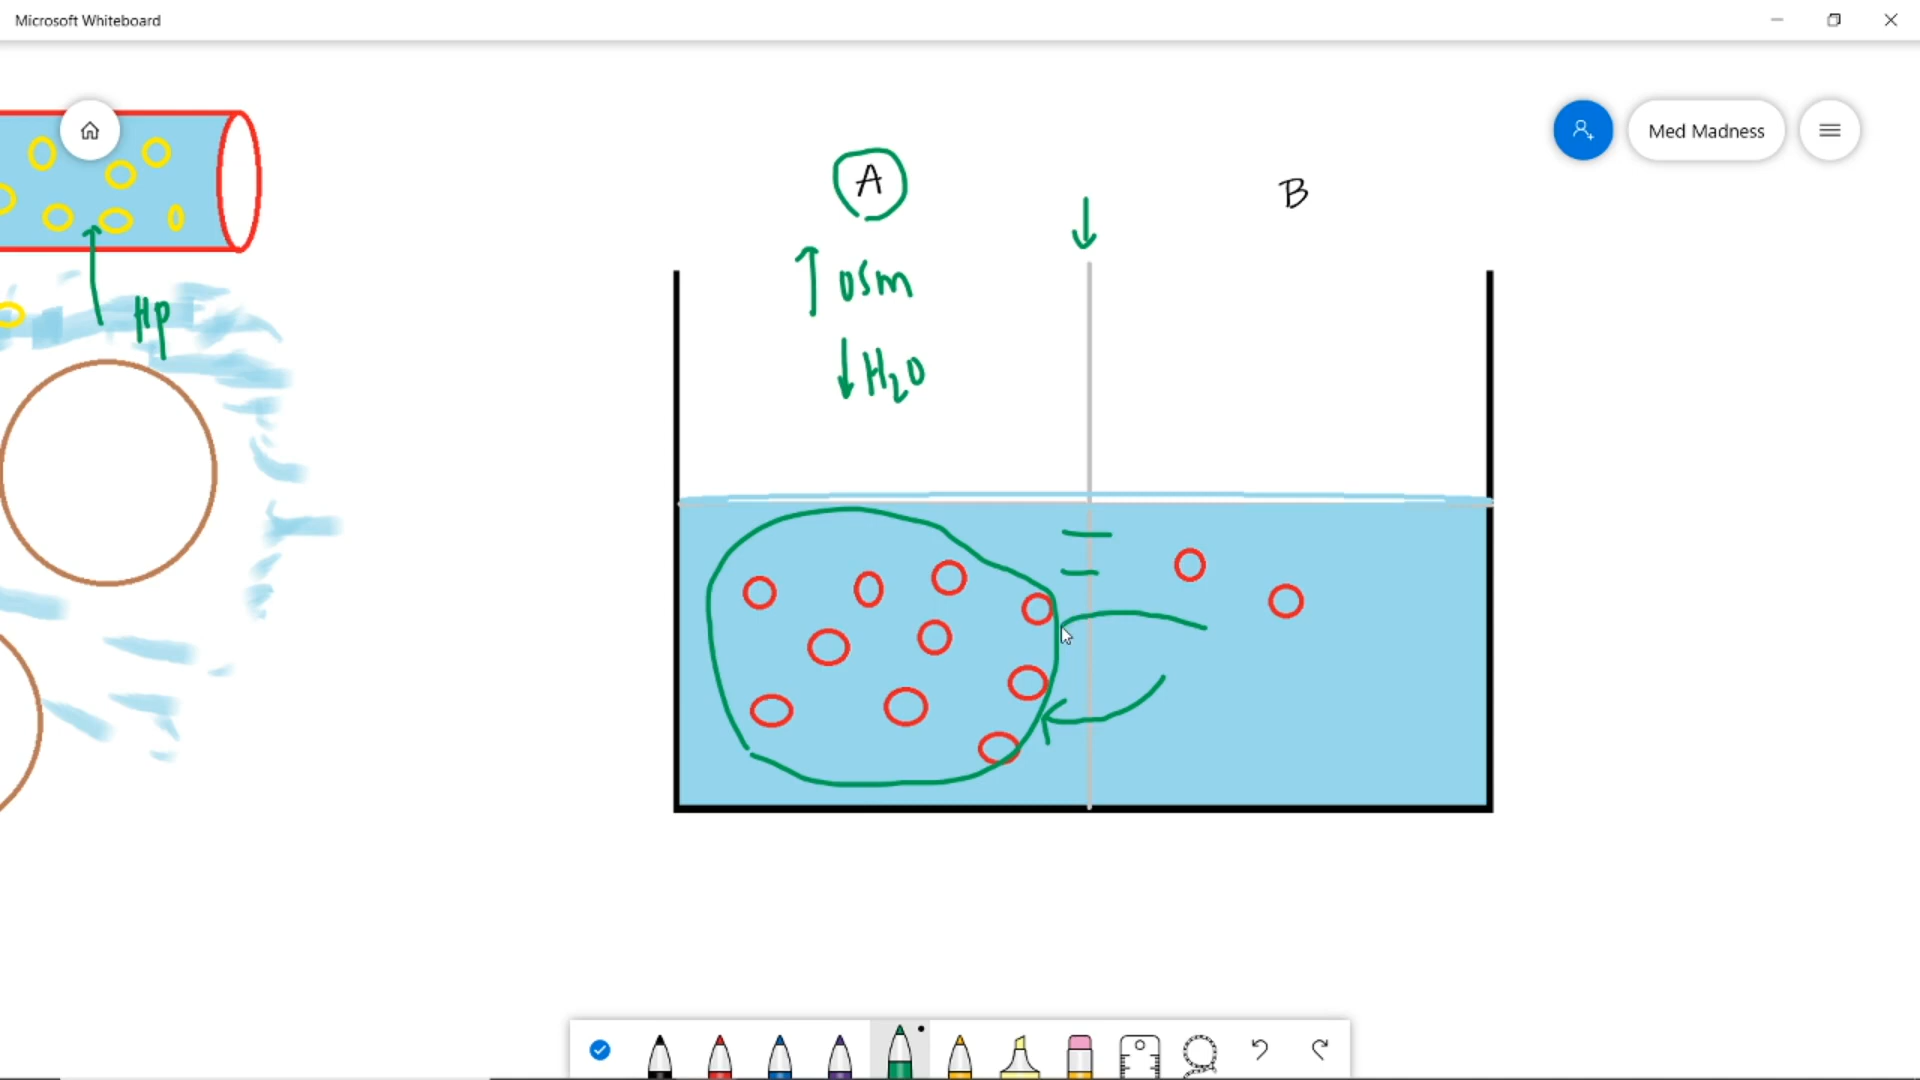 Microsoft Whiteboard
Med Madness
A
B
↑ osm
↓ H₂O
Hp